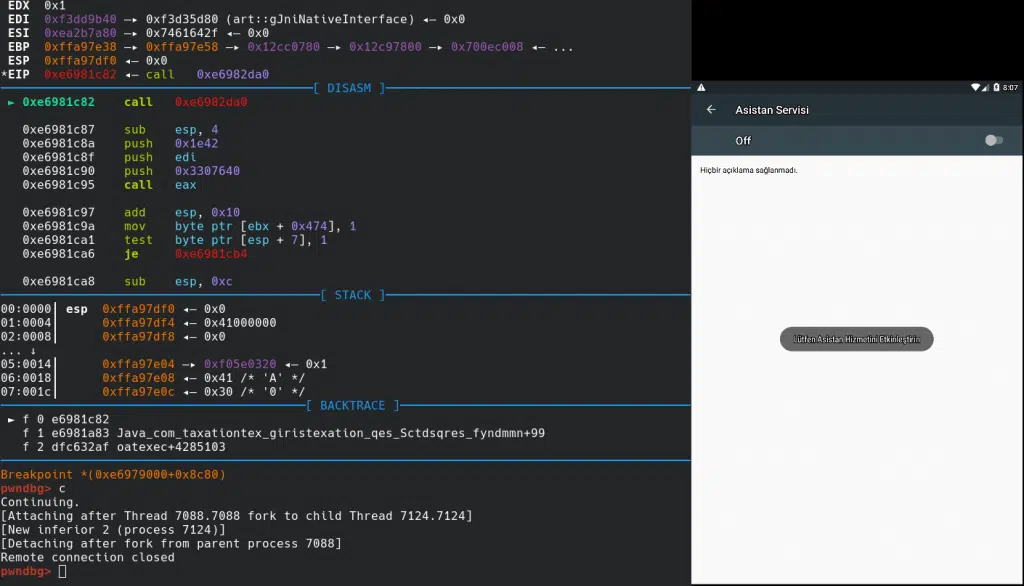 EDX  0x1
EDI  0xf3dd9b40 —▸ 0xf3d35d80 (art::gJniNativeInterface) ◂— 0x0
ESI  0xea2b7a80 —▸ 0x7461642f ◂— 0x0
EBP  0xffa97e38 —▸ 0xffa97e58 —▸ 0x12cc0780 —▸ 0x12c97800 —▸ 0x700ec008 ◂— ...
ESP  0xffa97df0 ◂— 0x0
*EIP  0xe6981c82 ◂— call   0xe6982da0
[ DISASM ]
► 0xe6981c82    call   0xe6982da0
0xe6981c87    sub    esp, 4
0xe6981c8a    push   0x1e42
0xe6981c8f    push   edi
0xe6981c90    push   0x3307640
0xe6981c95    call   eax
0xe6981c97    add    esp, 0x10
0xe6981c9a    mov    byte ptr [ebx + 0x474], 1
0xe6981ca1    test   byte ptr [esp + 7], 1
0xe6981ca6    je     0xe6981cb4
0xe6981ca8    sub    esp, 0xc
[ STACK ]
00:0000│ esp  0xffa97df0 ◂— 0x0
01:0004│      0xffa97df4 ◂— 0x41000000
02:0008│      0xffa97df8 ◂— 0x0
... ↓
05:0014│      0xffa97e04 —▸ 0xf05e0320 ◂— 0x1
06:0018│      0xffa97e08 ◂— 0x41 /* 'A' */
07:001c│      0xffa97e0c ◂— 0x30 /* '0' */
[ BACKTRACE ]
► f 0 e6981c82
f 1 e6981a83 Java_com_taxationtex_giristexation_qes_Sctdsqres_fyndmmn+99
f 2 dfc632af oatexec+4285103
Breakpoint *(0xe6979000+0x8c80)
pwndbg> c
Continuing.
[Attaching after Thread 7088.7088 fork to child Thread 7124.7124]
[New inferior 2 (process 7124)]
[Detaching after fork from parent process 7088]
Remote connection closed
pwndbg>
8:07
Asistan Servisi
Off
Hiçbir açıklama sağlanmadı.
Lütfen Asistan Hizmetini Etkinleştirin